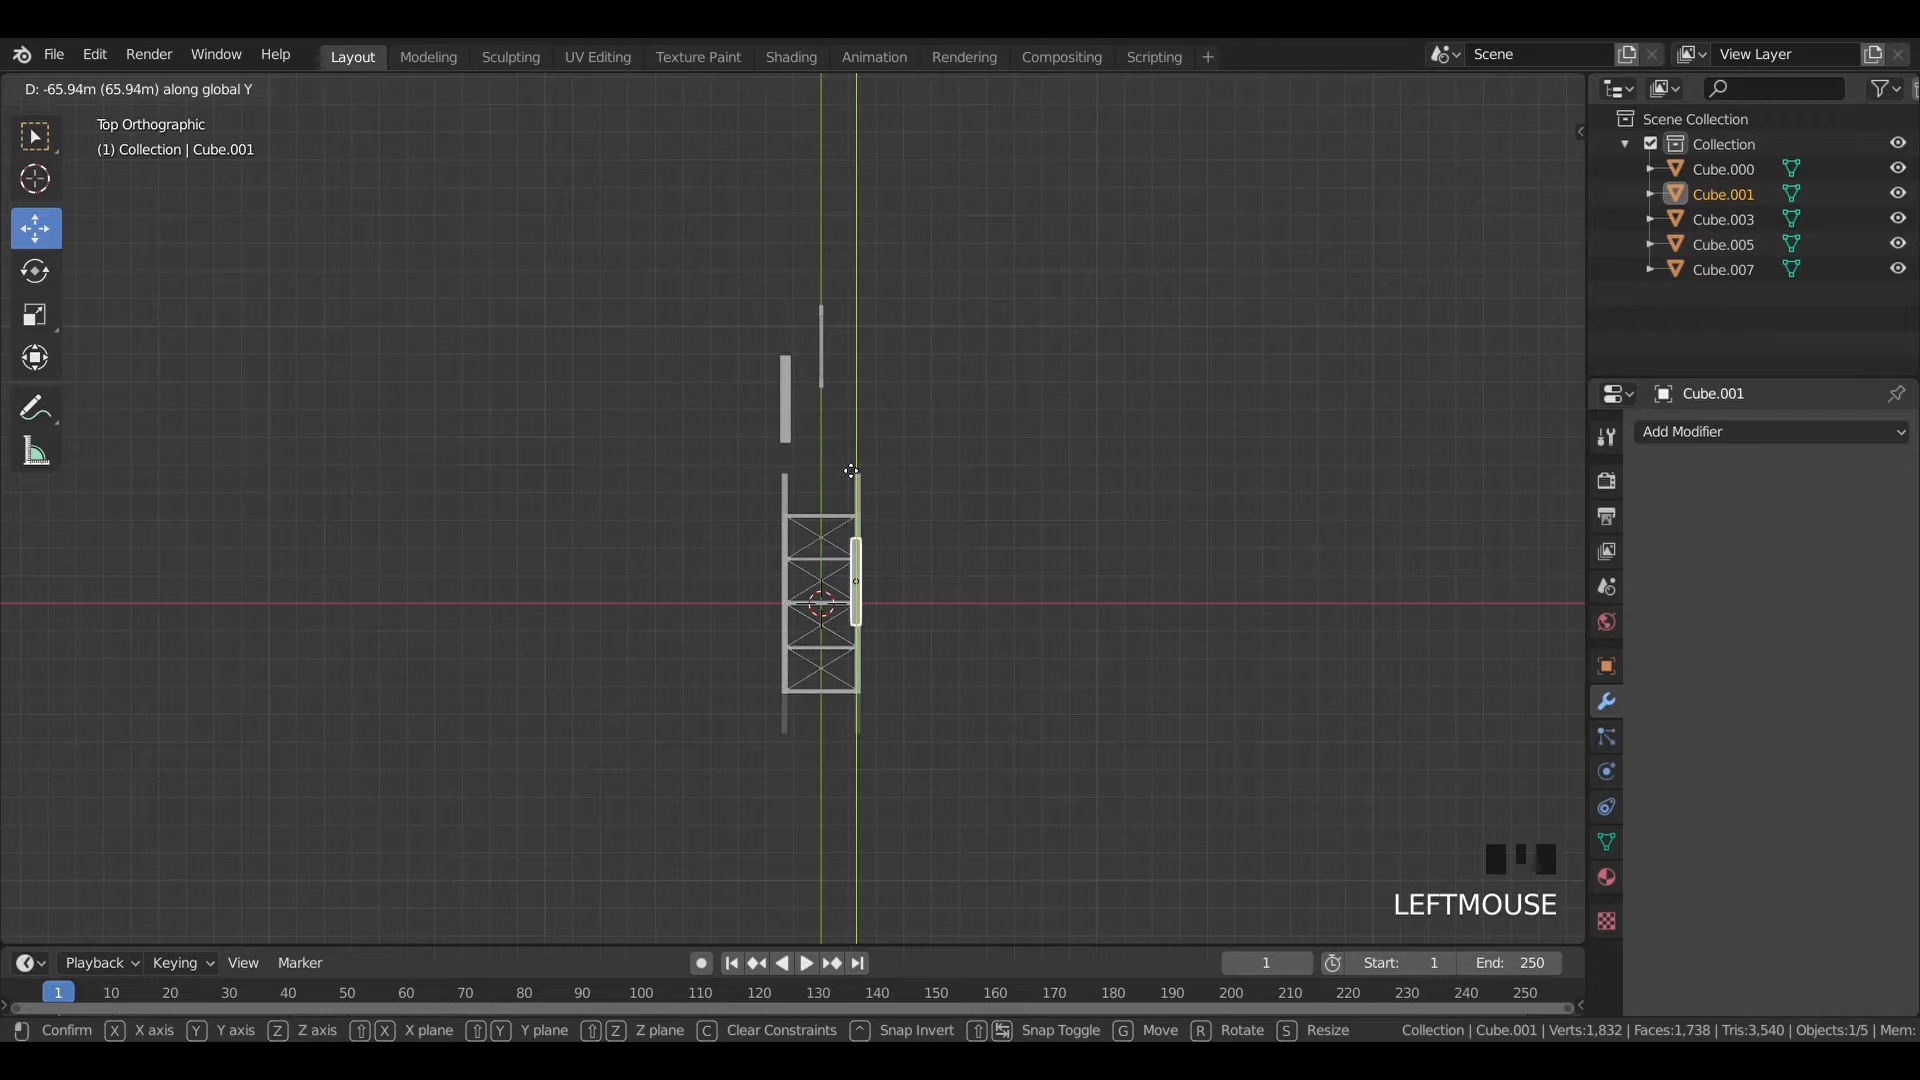 File Edit Render Window Help Layout Modeling Sculpting UV Editing Texture Paint Shading Animation Rendering Compositing Scripting + Scene View Layer
D: -65.94m (65.94m) along global Y
Top Orthographic
(1) Collection | Cube.001
Scene Collection
Collection
Cube.000
Cube.001
Cube.003
Cube.005
Cube.007
Cube.001
Add Modifier
LEFTMOUSE
Playback Keying View Marker 1 Start: 1 End: 250
1 10 20 30 40 50 60 70 80 90 100 110 120 130 140 150 160 170 180 190 200 210 220 230 240 250
Confirm X X axis Y Y axis Z Z axis X X plane Y Y plane Z Z plane C Clear Constraints ^ Snap Invert Snap Toggle G Move R Rotate S Resize Collection | Cube.001 | Verts:1,832 | Faces:1,738 | Tris:3,540 | Objects:1/5 | Mem: